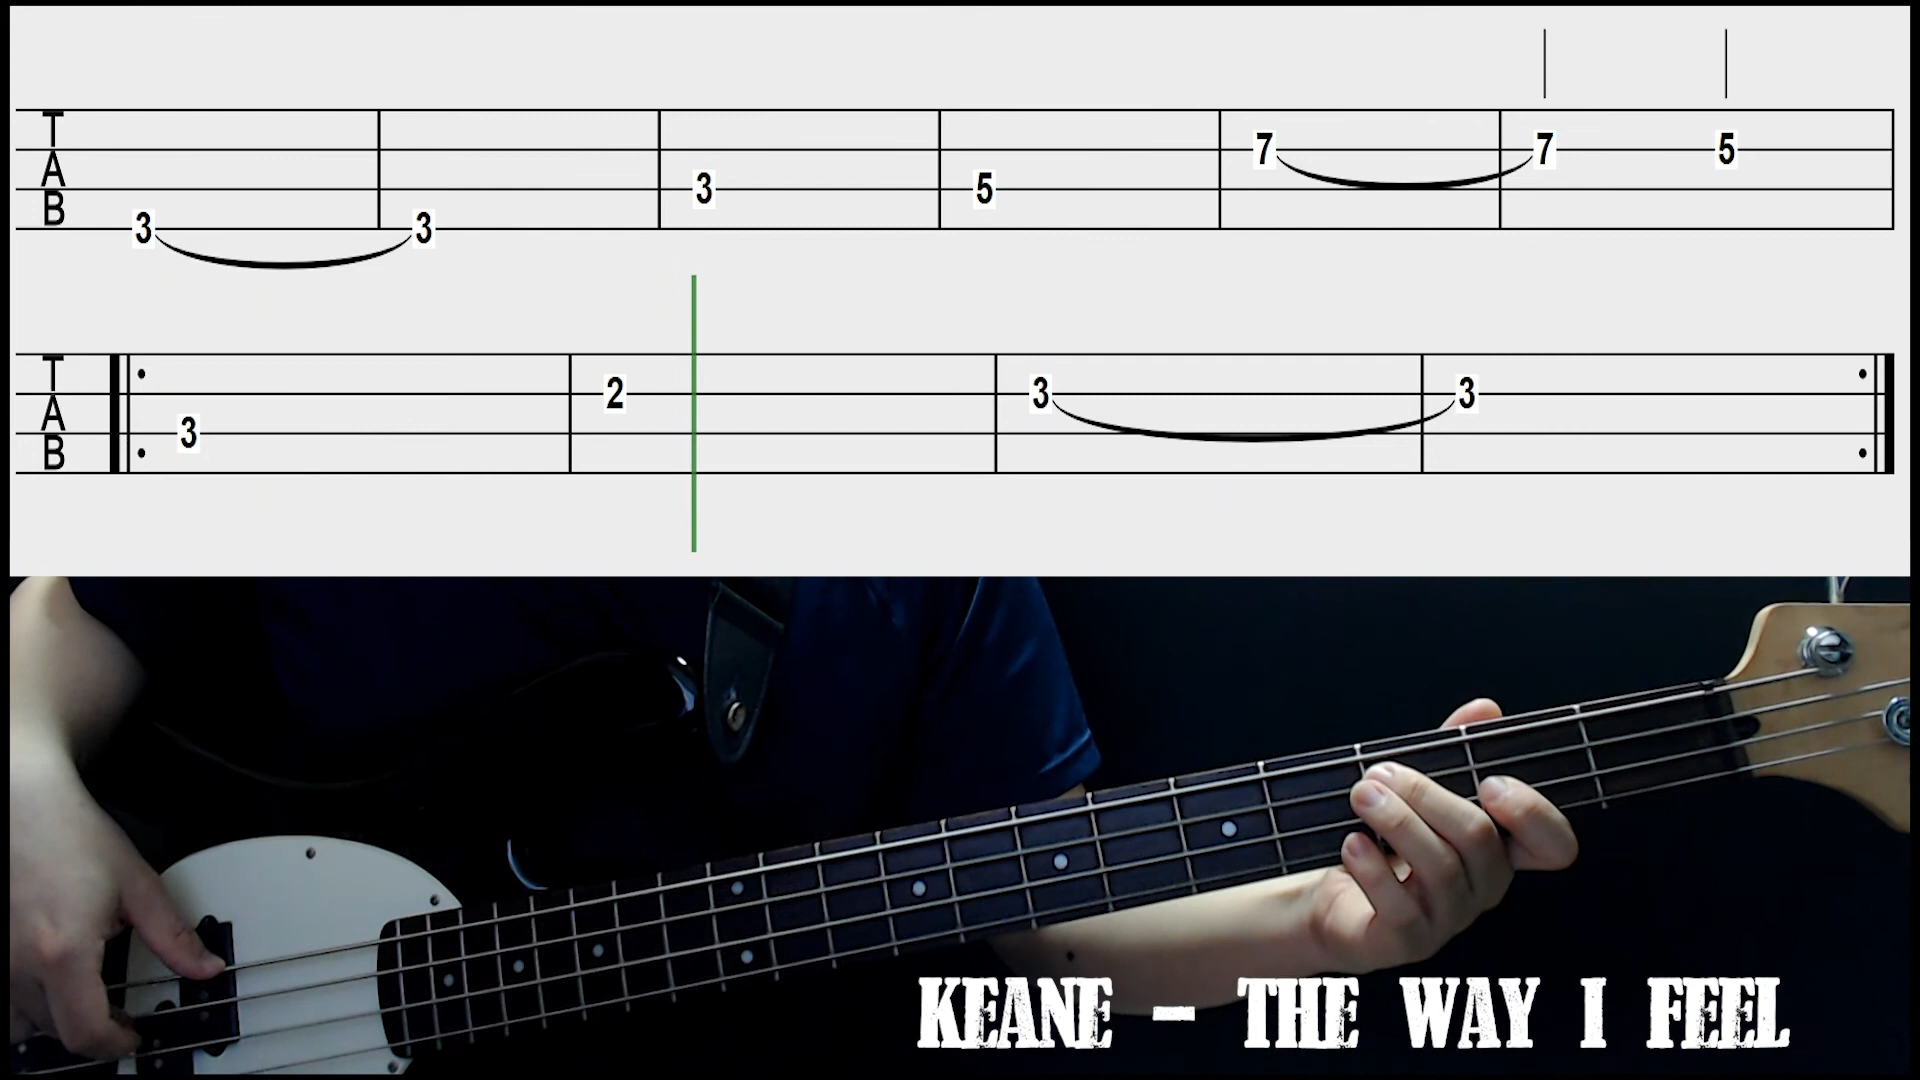 T
A
B
3 3 3 5 7 7 5
T
A
B
3 2 3 3
KEANE – THE WAY I FEEL